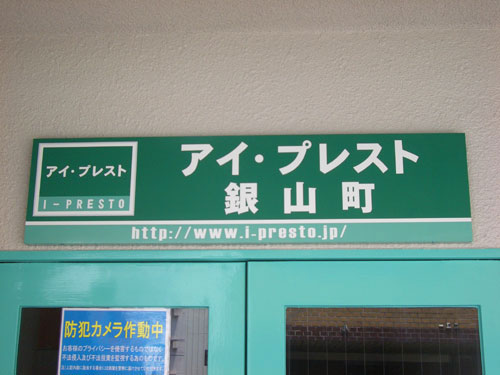 アイ・プレスト
I-PRESTO
アイ・プレスト
銀山町
http://www.i-presto.jp/
防犯カメラ作動中